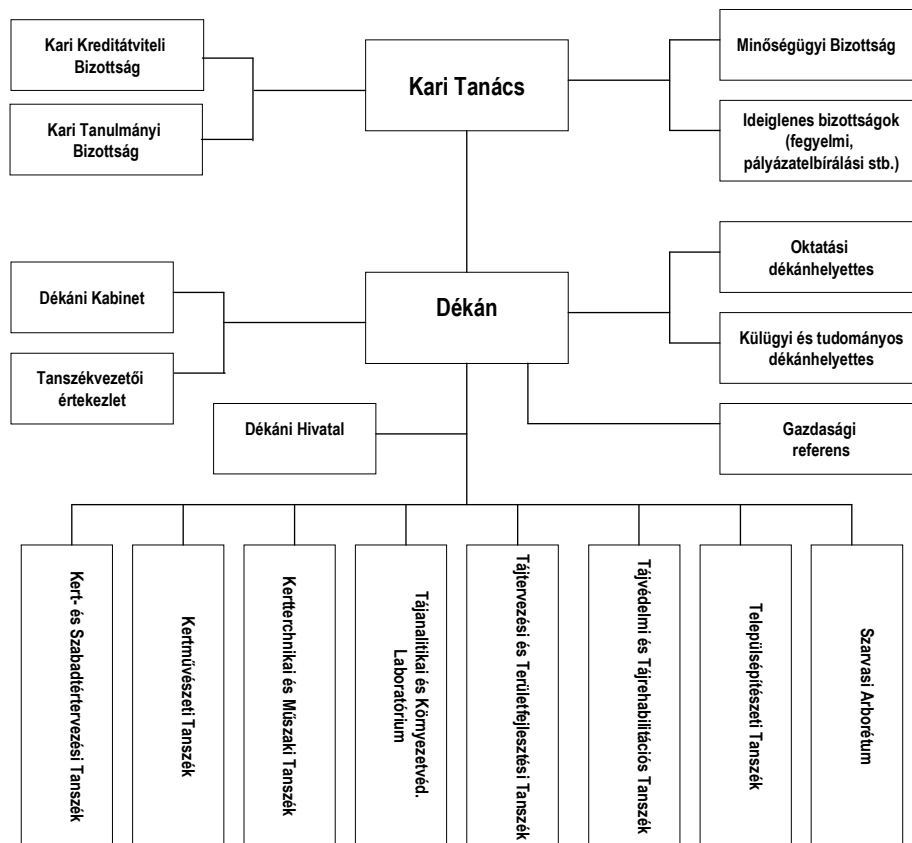 Kari Kreditátviteli
Bizottság
Kari Tanulmányi
Bizottság
Kari Tanács
Minőségügyi Bizottság
Ideiglenes bizottságok
(fegyelmi,
pályázatelbírálási stb.)
Dékáni Kabinet
Tanszékvezetői
értekezlet
Dékán
Oktatási
dékánhelyettes
Külügyi és tudományos
dékánhelyettes
Dékáni Hivatal
Gazdasági
referens
Kert- és Szabadtértervezési Tanszék
Kertművészeti Tanszék
Kertterchnikai és Műszaki Tanszék
Tájanalitikai és Környezetvéd.
Laboratórium
Tájtervezési és Területfejlesztési Tanszék
Tájvédelmi és Tájrehabilitációs Tanszék
Települsépítészeti Tanszék
Szarvasi Arborétum